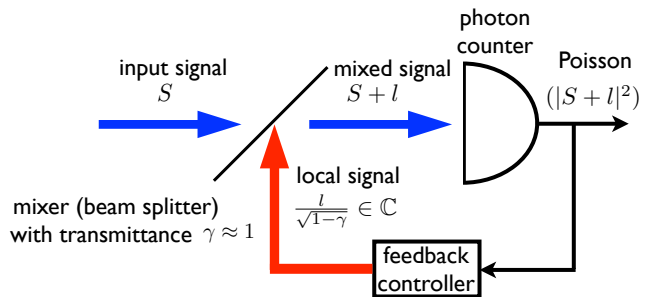 photon
counter
input signal
S
mixed signal
S + l
Poisson
(|S + l|²)
local signal
l/√(1−γ) ∈ ℂ
mixer (beam splitter)
with transmittance γ ≈ 1
feedback
controller